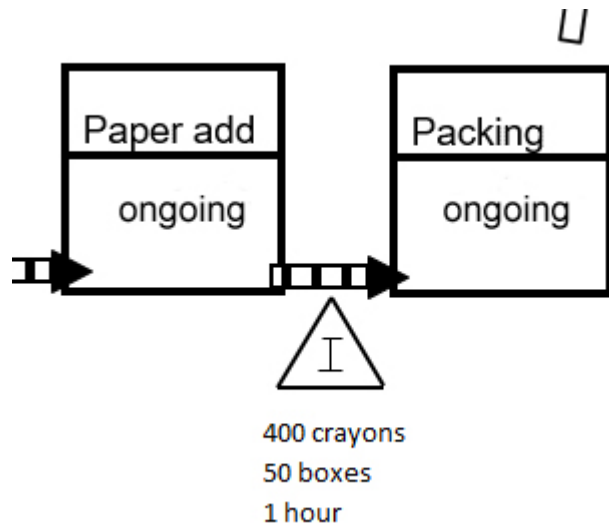 Paper add
Packing
ongoing
ongoing
I
400 crayons
50 boxes
1 hour